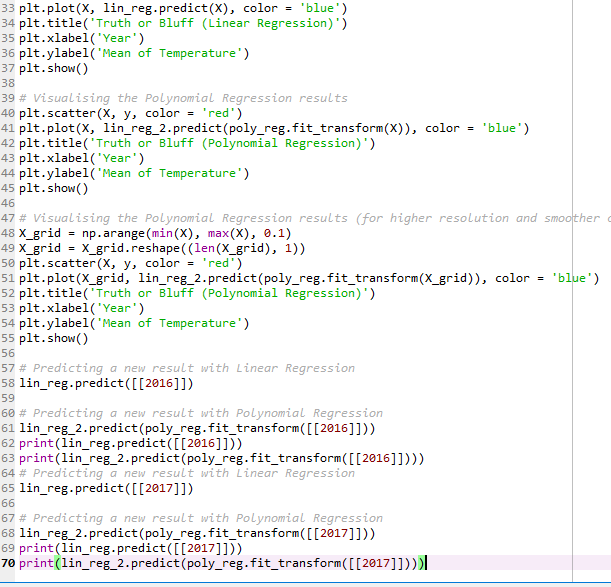 33 plt.plot(X, lin_reg.predict(X), color = 'blue')
34 plt.title('Truth or Bluff (Linear Regression)')
35 plt.xlabel('Year')
36 plt.ylabel('Mean of Temperature')
37 plt.show()
38
39 # Visualising the Polynomial Regression results
40 plt.scatter(X, y, color = 'red')
41 plt.plot(X, lin_reg_2.predict(poly_reg.fit_transform(X)), color = 'blue')
42 plt.title('Truth or Bluff (Polynomial Regression)')
43 plt.xlabel('Year')
44 plt.ylabel('Mean of Temperature')
45 plt.show()
46
47 # Visualising the Polynomial Regression results (for higher resolution and smoother
48 X_grid = np.arange(min(X), max(X), 0.1)
49 X_grid = X_grid.reshape((len(X_grid), 1))
50 plt.scatter(X, y, color = 'red')
51 plt.plot(X_grid, lin_reg_2.predict(poly_reg.fit_transform(X_grid)), color = 'blue')
52 plt.title('Truth or Bluff (Polynomial Regression)')
53 plt.xlabel('Year')
54 plt.ylabel('Mean of Temperature')
55 plt.show()
56
57 # Predicting a new result with Linear Regression
58 lin_reg.predict([[2016]])
59
60 # Predicting a new result with Polynomial Regression
61 lin_reg_2.predict(poly_reg.fit_transform([[2016]]))
62 print(lin_reg.predict([[2016]]))
63 print(lin_reg_2.predict(poly_reg.fit_transform([[2016]])))
64 # Predicting a new result with Linear Regression
65 lin_reg.predict([[2017]])
66
67 # Predicting a new result with Polynomial Regression
68 lin_reg_2.predict(poly_reg.fit_transform([[2017]]))
69 print(lin_reg.predict([[2017]]))
70 print(lin_reg_2.predict(poly_reg.fit_transform([[2017]])))